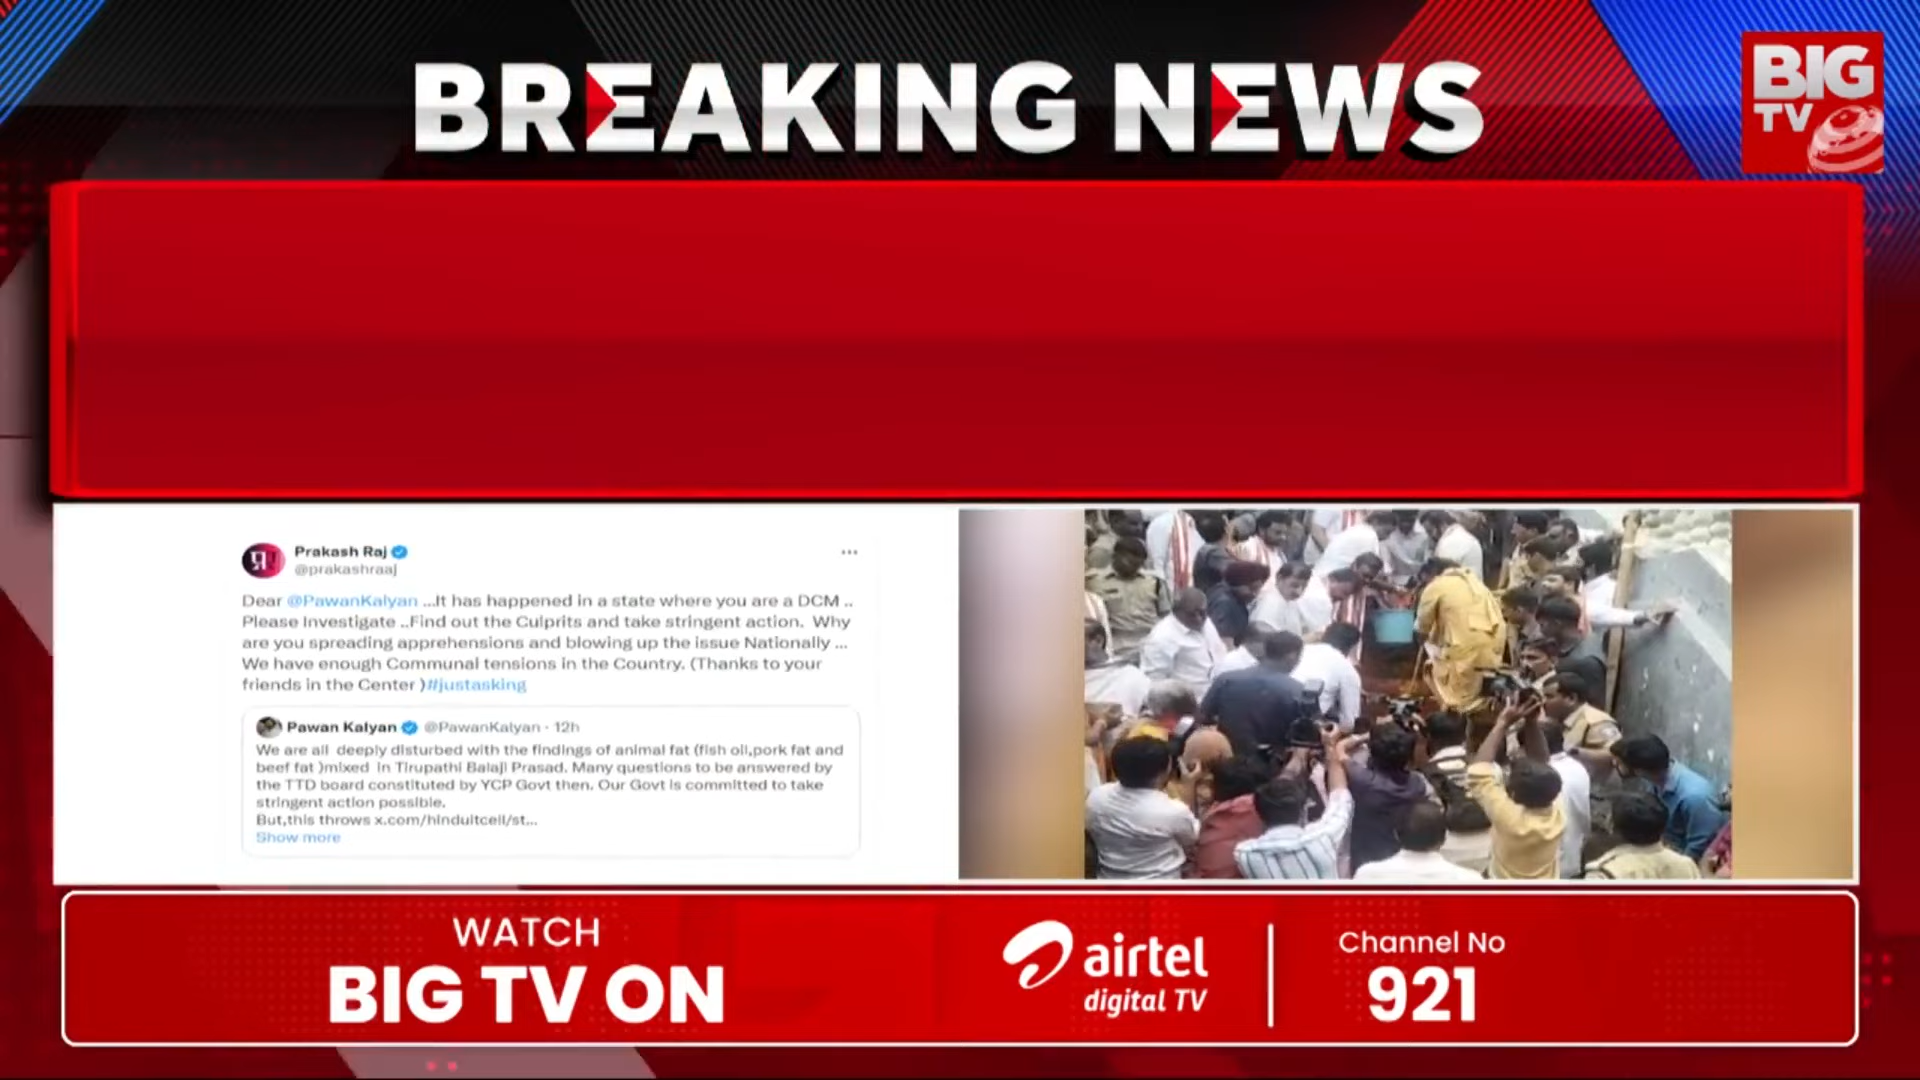 BREAKING NEWS
BIG
TV
Prakash Raj
@prakashraaj
Dear @PawanKalyan ...It has happened in a state where you are a DCM ..
Please Investigate ..Find out the Culprits and take stringent action. Why
are you spreading apprehensions and blowing up the issue Nationally ...
We have enough Communal tensions in the Country. (Thanks to your
friends in the Center )#justasking
Pawan Kalyan @PawanKalyan · 12h
We are all deeply disturbed with the findings of animal fat (fish oil,pork fat and
beef fat )mixed in Tirupathi Balaji Prasad. Many questions to be answered by
the TTD board constituted by YCP Govt then. Our Govt is committed to take
stringent action possible.
But,this throws x.com/hinduitcell/st...
Show more
WATCH
BIG TV ON
airtel
digital TV
Channel No
921